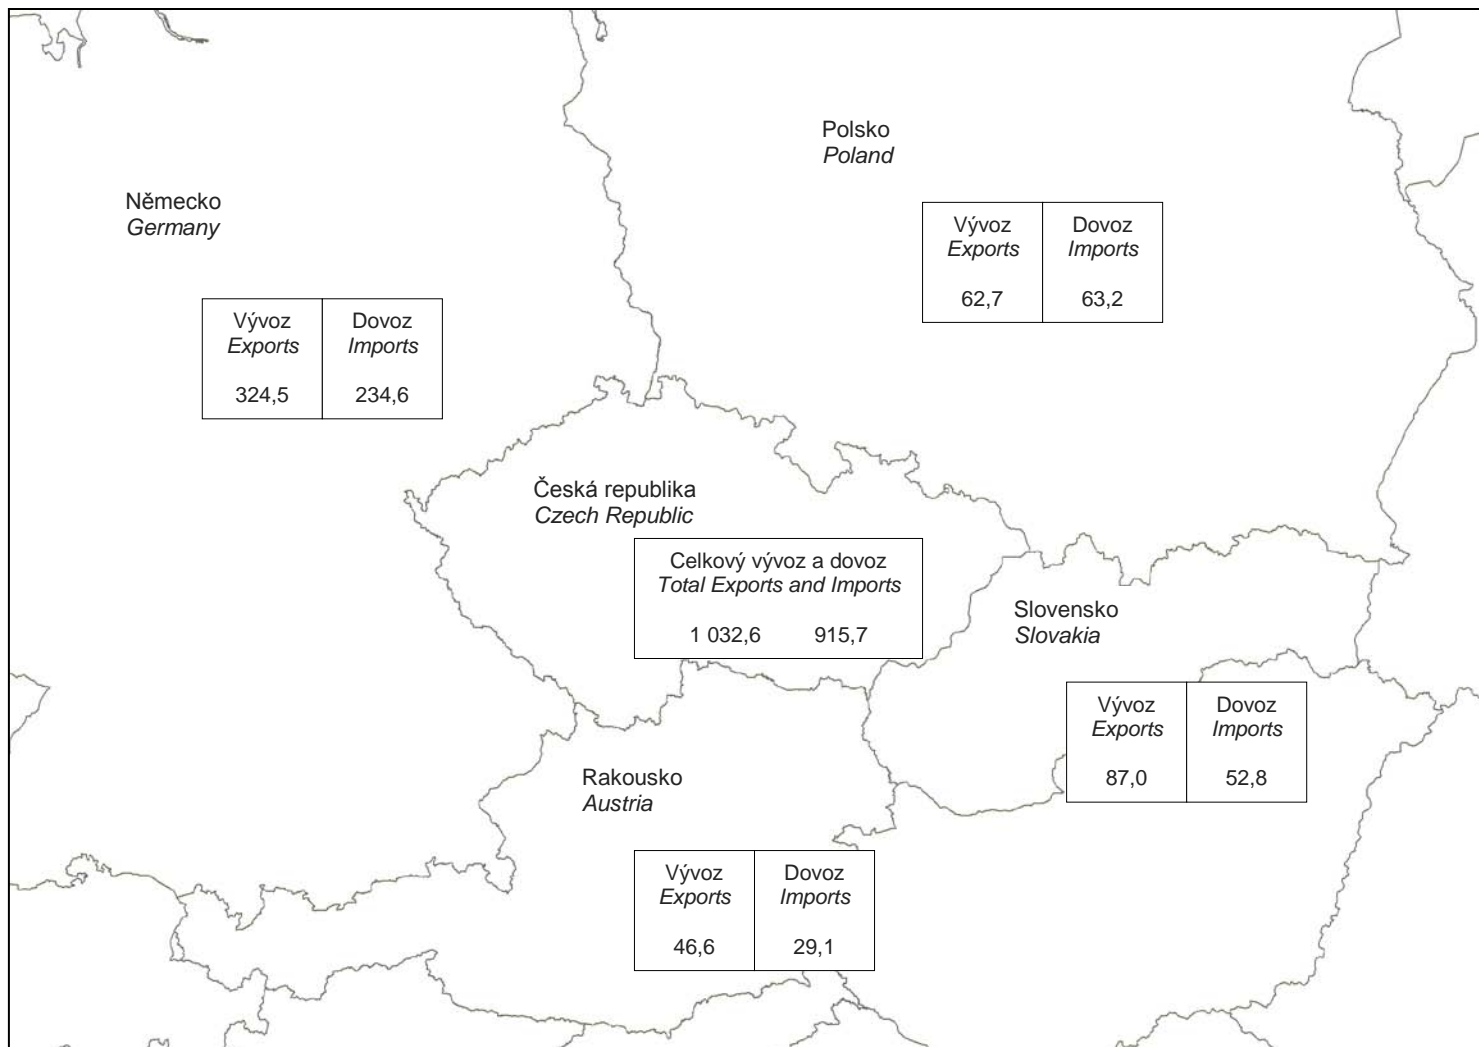 Polsko
Poland
Vývoz
Exports
62,7
Dovoz
Imports
63,2
Německo
Germany
Vývoz
Exports
324,5
Dovoz
Imports
234,6
Česká republika
Czech Republic
Celkový vývoz a dovoz
Total Exports and Imports
1 032,6 915,7
Slovensko
Slovakia
Vývoz
Exports
87,0
Dovoz
Imports
52,8
Rakousko
Austria
Vývoz
Exports
46,6
Dovoz
Imports
29,1